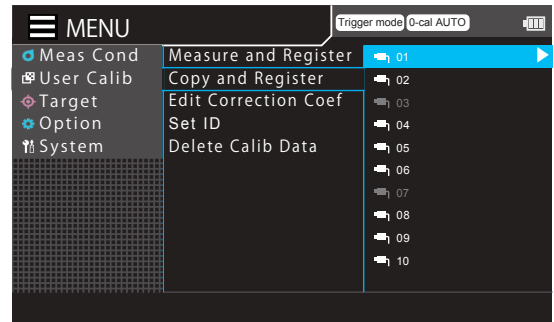 MENU
Trigger mode 0-cal AUTO
Meas Cond
User Calib
Target
Option
System
Measure and Register
Copy and Register
Edit Correction Coef
Set ID
Delete Calib Data
01
02
03
04
05
06
07
08
09
10